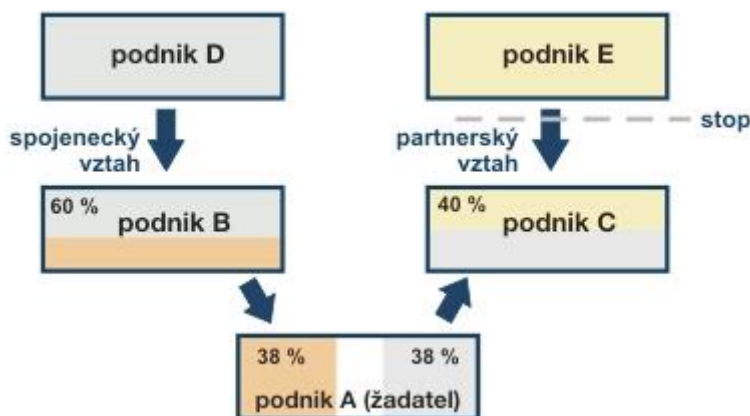 podnik D
podnik E
stop
spojenecký
vztah
partnerský
vztah
60 %
podnik B
40 %
podnik C
38 %
38 %
podnik A (žadatel)